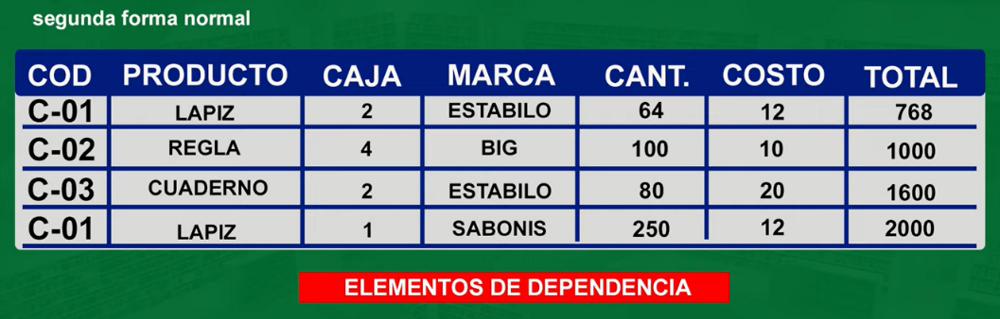 segunda forma normal
COD PRODUCTO CAJA MARCA CANT. COSTO TOTAL
C-01 LAPIZ 2 ESTABILO 64 12 768
C-02 REGLA 4 BIG 100 10 1000
C-03 CUADERNO 2 ESTABILO 80 20 1600
C-01 LAPIZ 1 SABONIS 250 12 2000
ELEMENTOS DE DEPENDENCIA